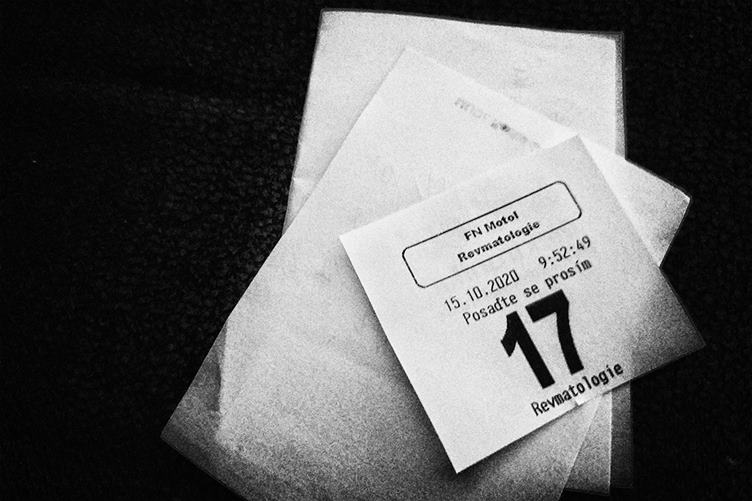 FN Motol
Revmatologie
15.10.2020 9:52:49
Posaďte se prosím
17
Revmatologie